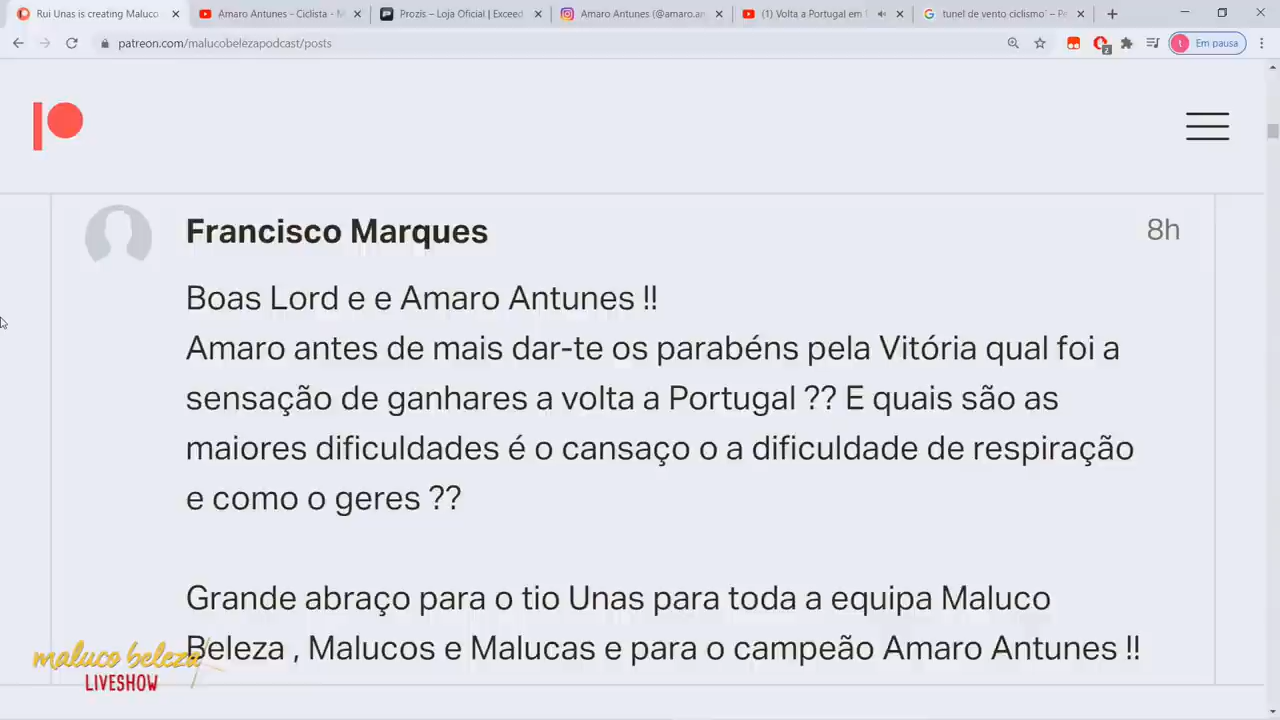 Rui Unas is creating Maluco
Amaro Antunes – Ciclista - M
Prozis – Loja Oficial | Exceed
Amaro Antunes (@amaro.an
(1) Volta a Portugal em
tunel de vento ciclismo´ – Pe
patreon.com/malucobelezapodcast/posts
2
t
Em pausa
Francisco Marques
8h
Boas Lord e e Amaro Antunes !!
Amaro antes de mais dar-te os parabéns pela Vitória qual foi a
sensação de ganhares a volta a Portugal ?? E quais são as
maiores dificuldades é o cansaço o a dificuldade de respiração
e como o geres ??
Grande abraço para o tio Unas para toda a equipa Maluco
Beleza , Malucos e Malucas e para o campeão Amaro Antunes !!
maluco beleza
LIVESHOW